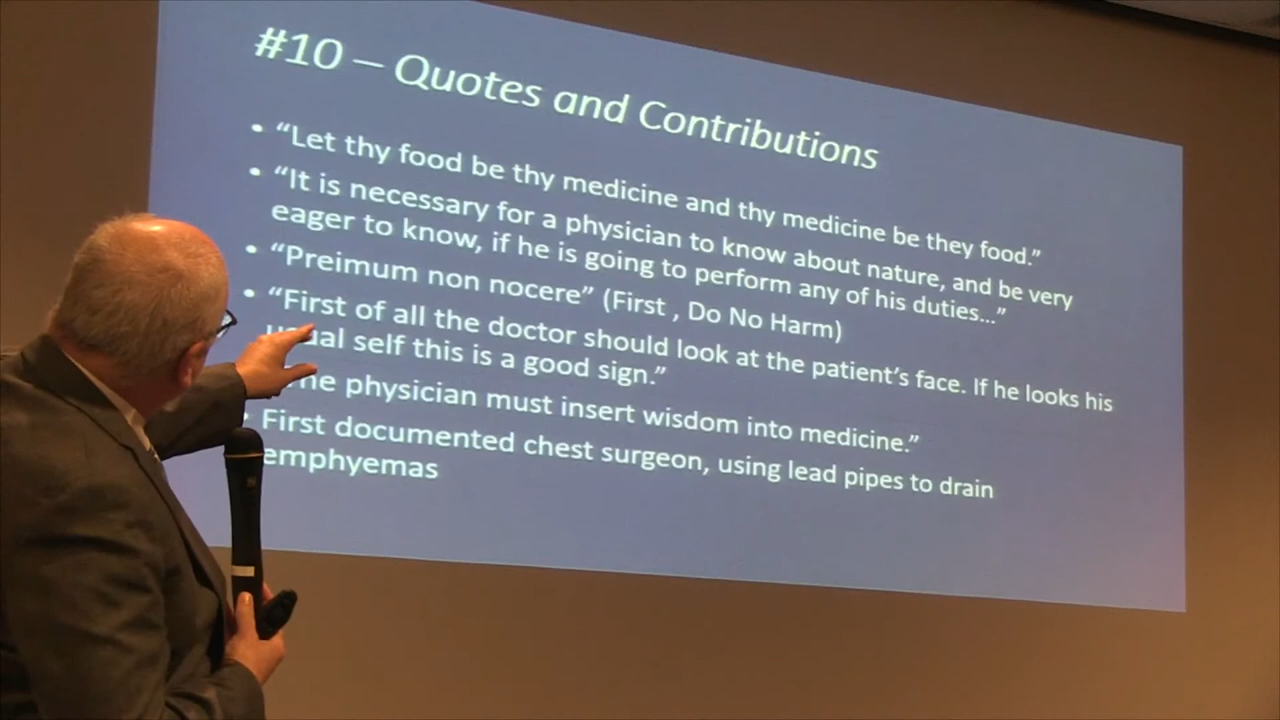 #10 – Quotes and Contributions
• “Let thy food be thy medicine and thy medicine be they food.”
• “It is necessary for a physician to know about nature, and be very
eager to know, if he is going to perform any of his duties...”
• “Preimum non nocere” (First , Do No Harm)
• “First of all the doctor should look at the patient’s face. If he looks his
usual self this is a good sign.”
The physician must insert wisdom into medicine.”
• First documented chest surgeon, using lead pipes to drain
emphyemas